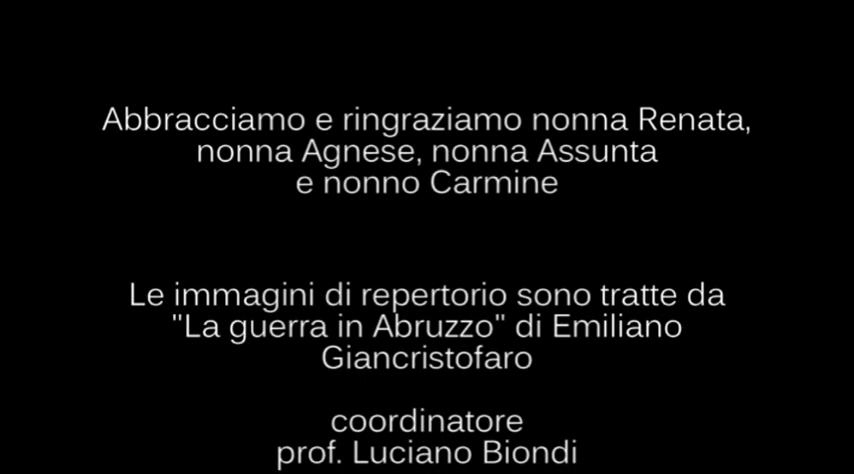 Abbracciamo e ringraziamo nonna Renata,
nonna Agnese, nonna Assunta
e nonno Carmine
Le immagini di repertorio sono tratte da
"La guerra in Abruzzo" di Emiliano
Giancristofaro
coordinatore
prof. Luciano Biondi